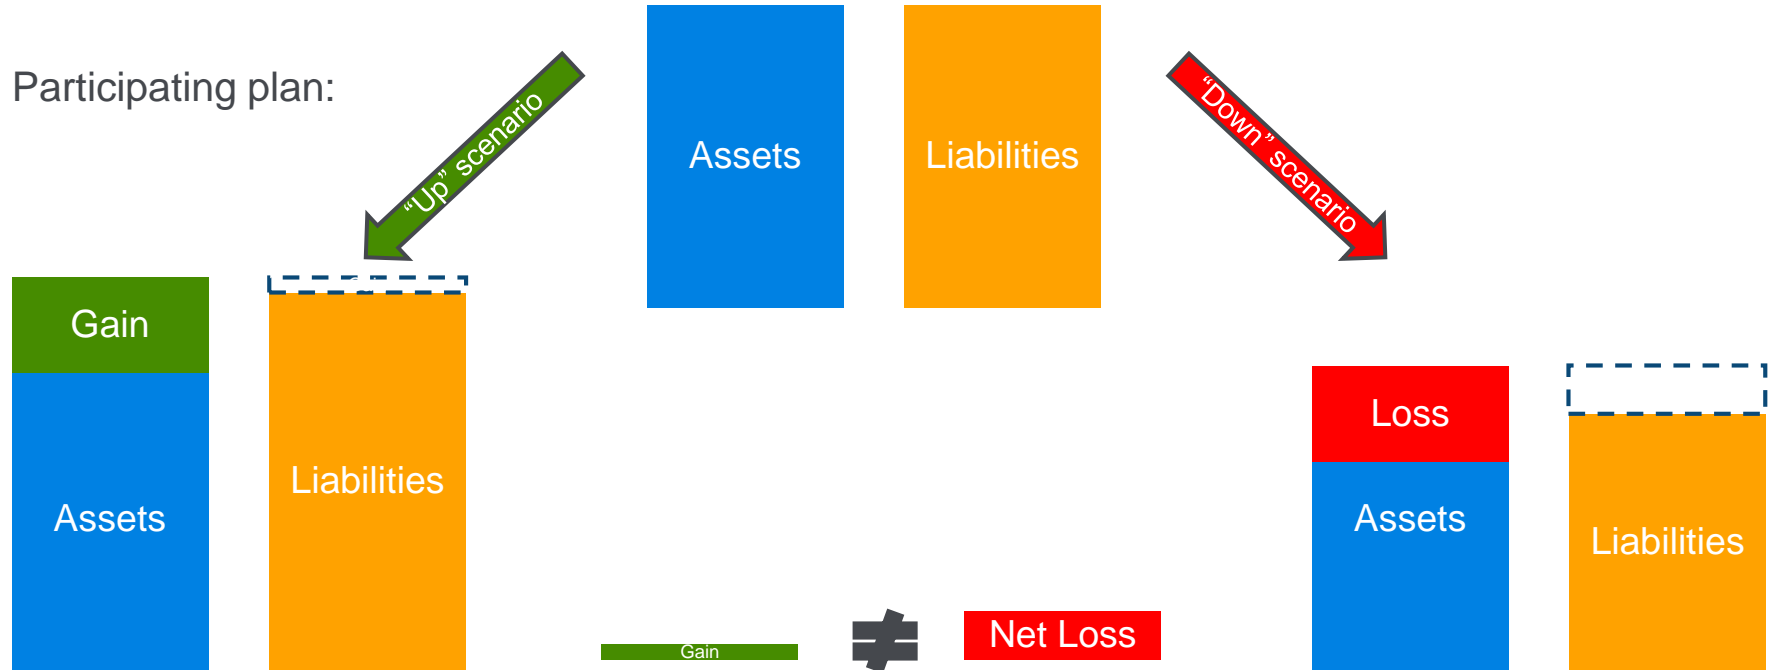 Participating plan:
Assets
Liabilities
“Up” scenario
“Down” scenario
Gain
Assets
Liabilities
Loss
Assets
Liabilities
Gain
≠
Net Loss